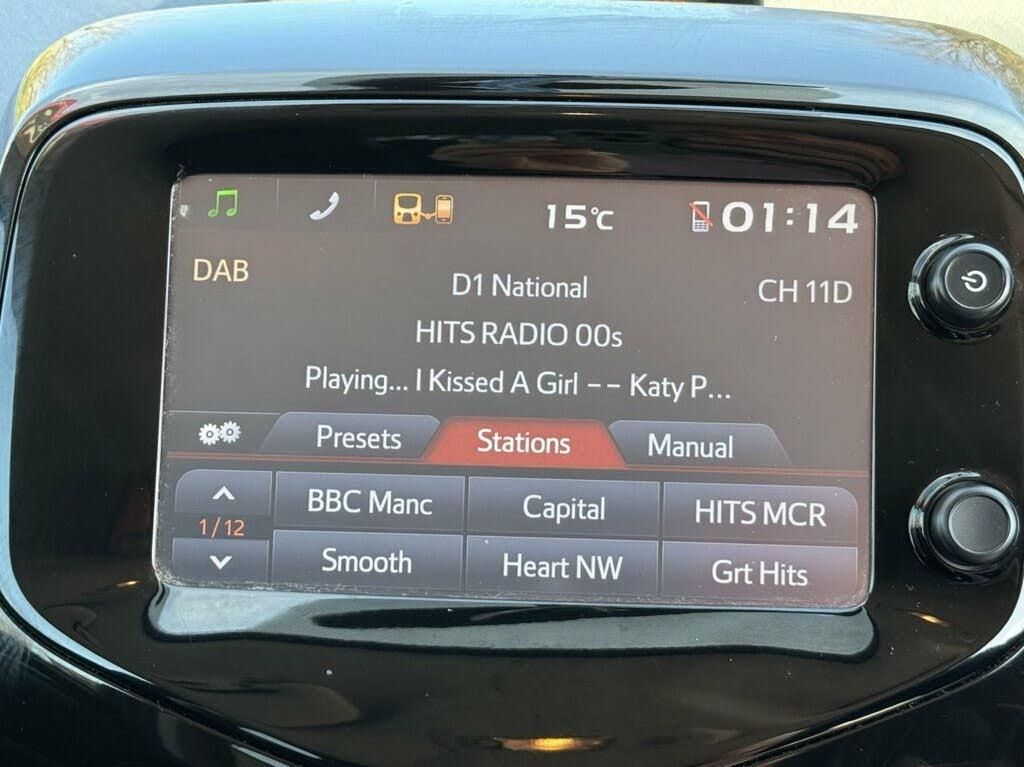 15°C 01:14
DAB D1 National CH 11D
HITS RADIO 00s
Playing... I Kissed A Girl -- Katy P...
Presets Stations Manual
BBC Manc Capital HITS MCR
1/12
Smooth Heart NW Grt Hits